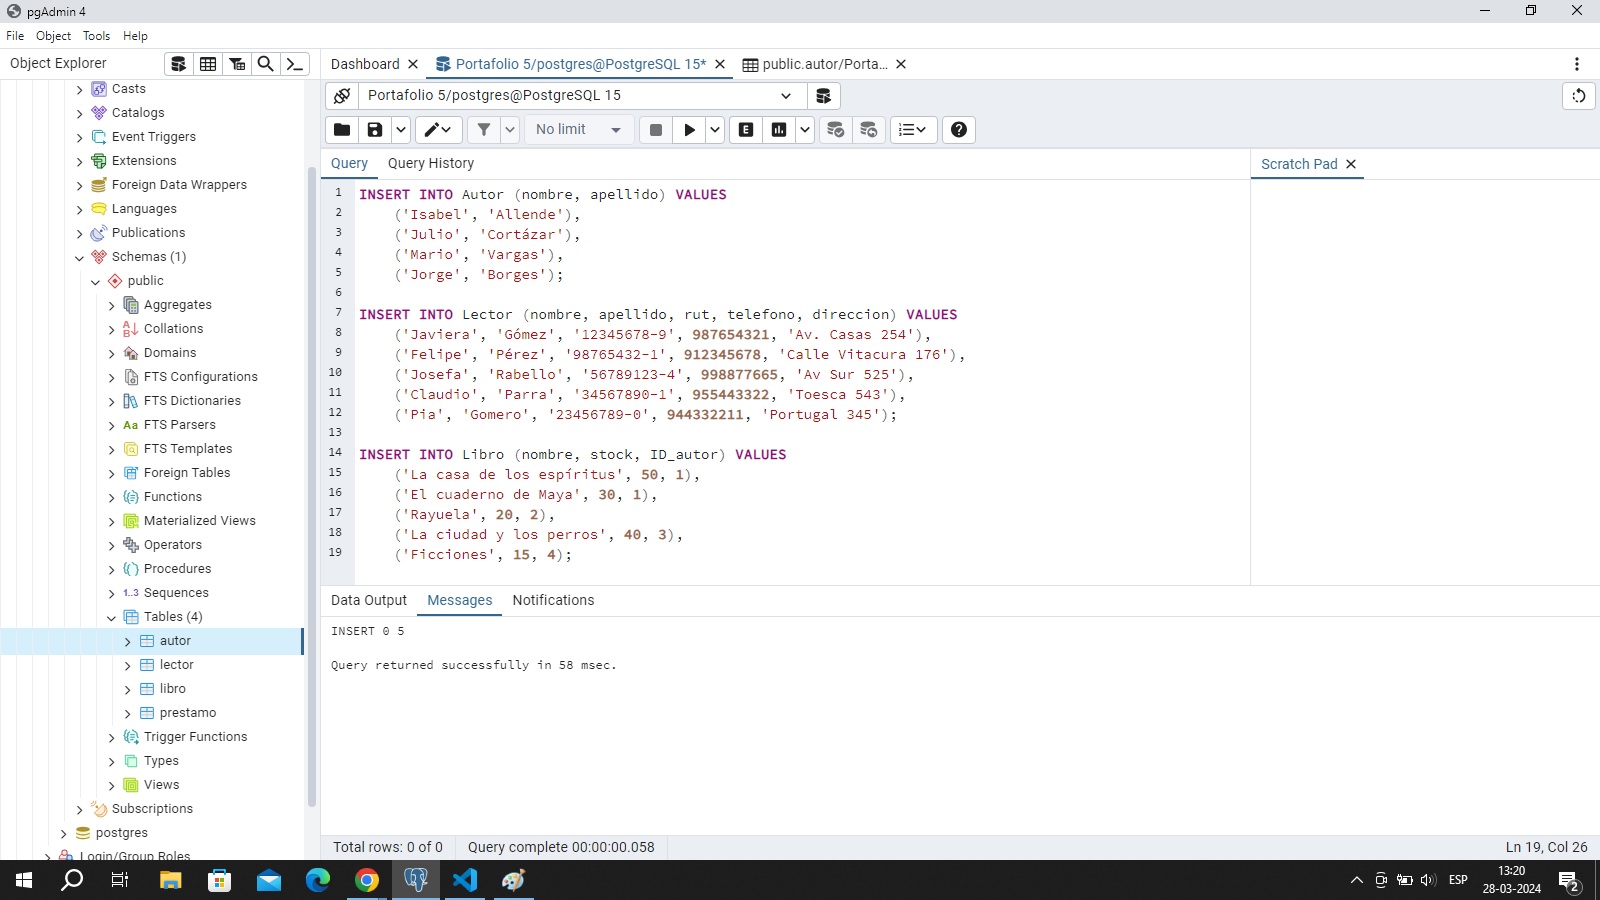 pgAdmin 4
File Object Tools Help
Object Explorer
Dashboard
Portafolio 5/postgres@PostgreSQL 15*
public.autor/Porta...
Casts
Catalogs
Event Triggers
Extensions
Foreign Data Wrappers
Languages
Publications
Schemas (1)
public
Aggregates
Collations
Domains
FTS Configurations
FTS Dictionaries
Aa FTS Parsers
FTS Templates
Foreign Tables
Functions
Materialized Views
Operators
Procedures
1..3 Sequences
Tables (4)
autor
lector
libro
prestamo
Trigger Functions
Types
Views
Subscriptions
postgres
Login/Group Roles
Portafolio 5/postgres@PostgreSQL 15
No limit
E
Query Query History
Scratch Pad
1 INSERT INTO Autor (nombre, apellido) VALUES
2 ('Isabel', 'Allende'),
3 ('Julio', 'Cortázar'),
4 ('Mario', 'Vargas'),
5 ('Jorge', 'Borges');
6
7 INSERT INTO Lector (nombre, apellido, rut, telefono, direccion) VALUES
8 ('Javiera', 'Gómez', '12345678-9', 987654321, 'Av. Casas 254'),
9 ('Felipe', 'Pérez', '98765432-1', 912345678, 'Calle Vitacura 176'),
10 ('Josefa', 'Rabello', '56789123-4', 998877665, 'Av Sur 525'),
11 ('Claudio', 'Parra', '34567890-1', 955443322, 'Toesca 543'),
12 ('Pia', 'Gomero', '23456789-0', 944332211, 'Portugal 345');
13
14 INSERT INTO Libro (nombre, stock, ID_autor) VALUES
15 ('La casa de los espíritus', 50, 1),
16 ('El cuaderno de Maya', 30, 1),
17 ('Rayuela', 20, 2),
18 ('La ciudad y los perros', 40, 3),
19 ('Ficciones', 15, 4);
Data Output Messages Notifications
INSERT 0 5
Query returned successfully in 58 msec.
Total rows: 0 of 0 Query complete 00:00:00.058 Ln 19, Col 26
ESP
13:20
28-03-2024
2